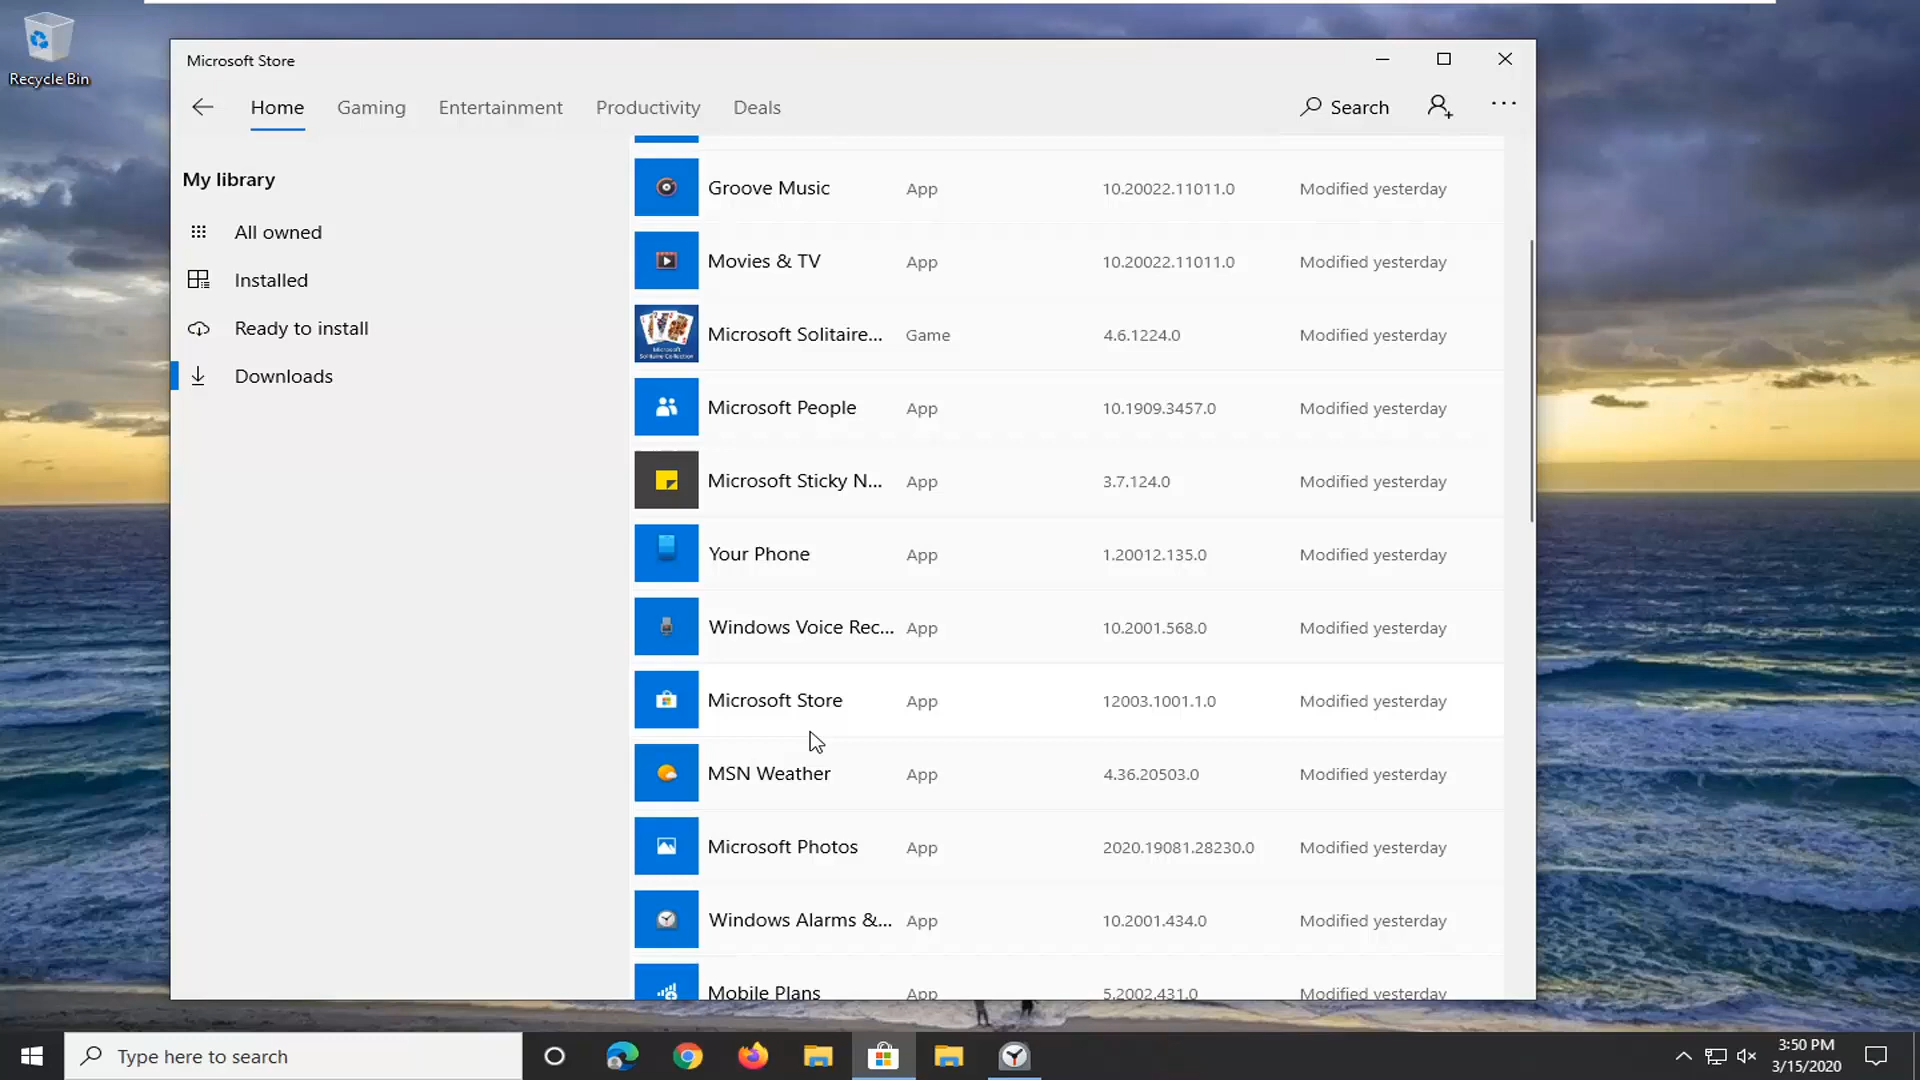 Recycle Bin
Microsoft Store
Home Gaming Entertainment Productivity Deals Search
My library
All owned
Installed
Ready to install
Downloads
Groove Music App 10.20022.11011.0 Modified yesterday
Movies & TV App 10.20022.11011.0 Modified yesterday
Microsoft Solitaire... Game 4.6.1224.0 Modified yesterday
Microsoft People App 10.1909.3457.0 Modified yesterday
Microsoft Sticky N... App 3.7.124.0 Modified yesterday
Your Phone App 1.20012.135.0 Modified yesterday
Windows Voice Rec... App 10.2001.568.0 Modified yesterday
Microsoft Store App 12003.1001.1.0 Modified yesterday
MSN Weather App 4.36.20503.0 Modified yesterday
Microsoft Photos App 2020.19081.28230.0 Modified yesterday
Windows Alarms &... App 10.2001.434.0 Modified yesterday
Mobile Plans App 5.2002.431.0 Modified yesterday
Type here to search
3:50 PM
3/15/2020